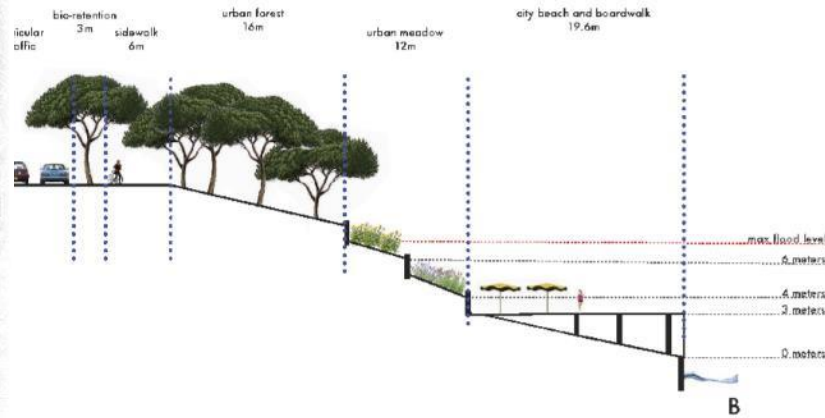 bio-retention
3m
icular
affic
sidewalk
6m
urban forest
16m
urban meadow
12m
city beach and boardwalk
19.6m
max flood level
6 meters
4 meters
3 meters
0 meters
B